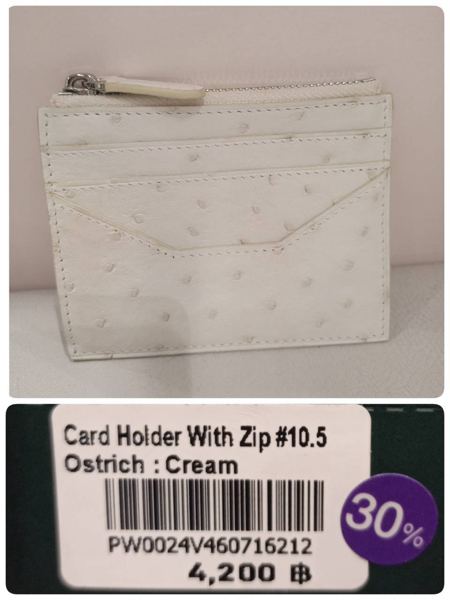 Card Holder With Zip #10.5
Ostrich : Cream
PW0024V460716212
4,200 ฿
30%